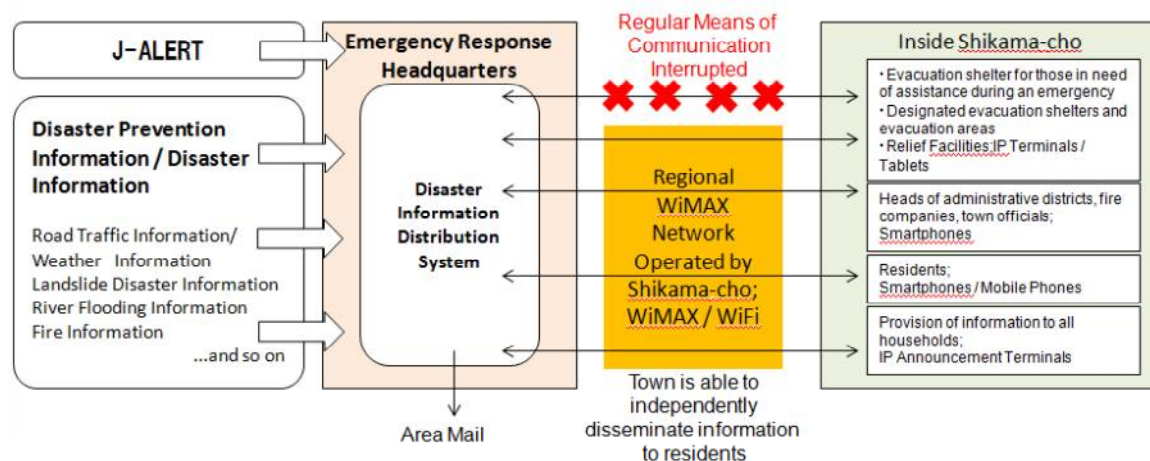 J-ALERT
Disaster Prevention
Information / Disaster
Information
Road Traffic Information/
Weather Information
Landslide Disaster Information
River Flooding Information
Fire Information
...and so on
Emergency Response
Headquarters
Disaster
Information
Distribution
System
Area Mail
Regular Means of
Communication
Interrupted
Regional
WiMAX
Network
Operated by
Shikama-cho;
WiMAX / WiFi
Town is able to
independently
disseminate information
to residents
Inside Shikama-cho
・Evacuation shelter for those in need
of assistance during an emergency
・Designated evacuation shelters and
evacuation areas
・Relief Facilities;IP Terminals /
Tablets
Heads of administrative districts, fire
companies, town officials;
Smartphones
Residents;
Smartphones / Mobile Phones
Provision of information to all
households;
IP Announcement Terminals